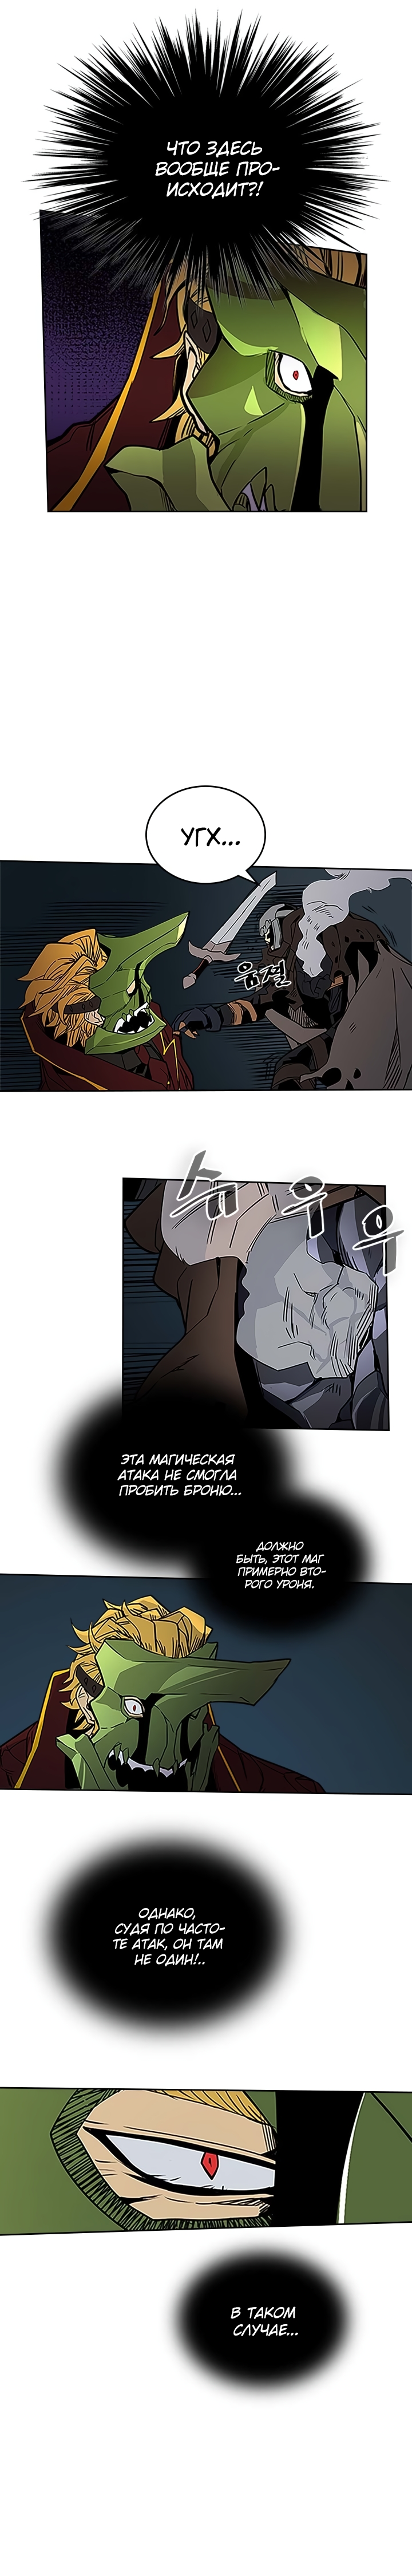 ЧТО ЗДЕСЬ
ВООБЩЕ ПРО-
ИСХОДИТ?!
УГХ...
움찔
슈우우
ЭТА МАГИЧЕСКАЯ
АТАКА НЕ СМОГЛА
ПРОБИТЬ БРОНЮ...
ДОЛЖНО
БЫТЬ, ЭТОТ МАГ
ПРИМЕРНО ВТО-
РОГО УРОНЯ.
ОДНАКО,
СУДЯ ПО ЧАСТО-
ТЕ АТАК, ОН ТАМ
НЕ ОДИН!..
В ТАКОМ
СЛУЧАЕ...